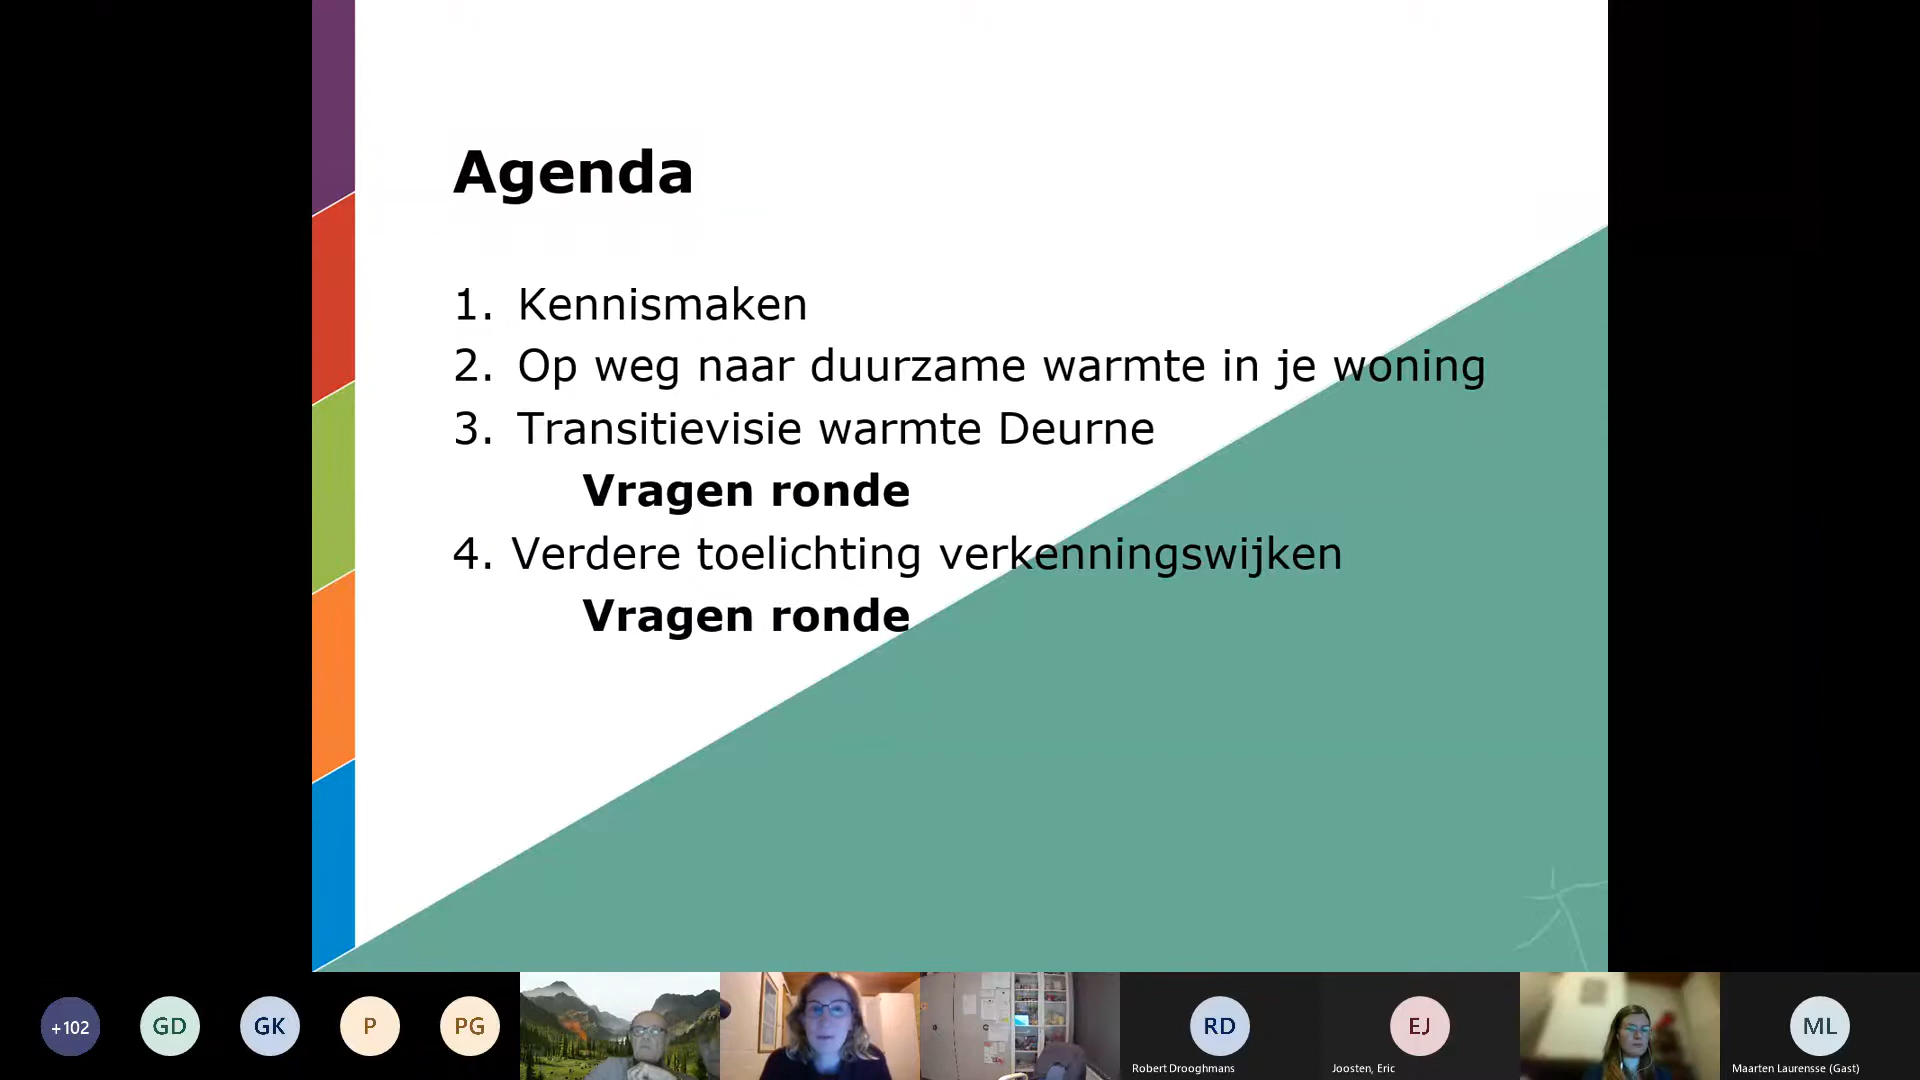 Agenda
1. Kennismaken
2. Op weg naar duurzame warmte in je woning
3. Transitievisie warmte Deurne
Vragen ronde
4. Verdere toelichting verkenningswijken
Vragen ronde
+102
GD
GK
P
PG
RD
Robert Drooghmans
EJ
Joosten, Eric
ML
Maarten Laurensse (Gast)